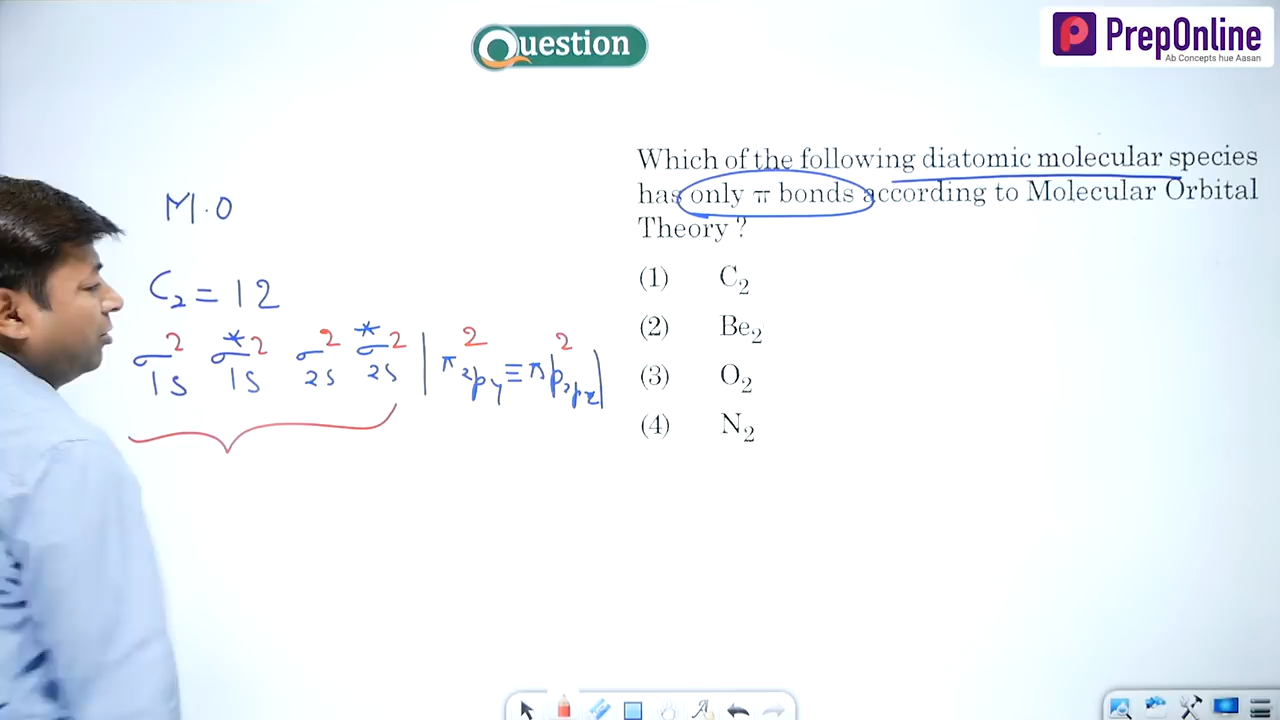 Question
PrepOnline
Ab Concepts hue Aasan
Which of the following diatomic molecular species
has only π bonds according to Molecular Orbital
Theory ?
(1) C₂
(2) Be₂
(3) O₂
(4) N₂
M.O
C₂ = 12
σ1s² σ*1s² σ2s² σ*2s² | π2py² ≡ πp2pz² |